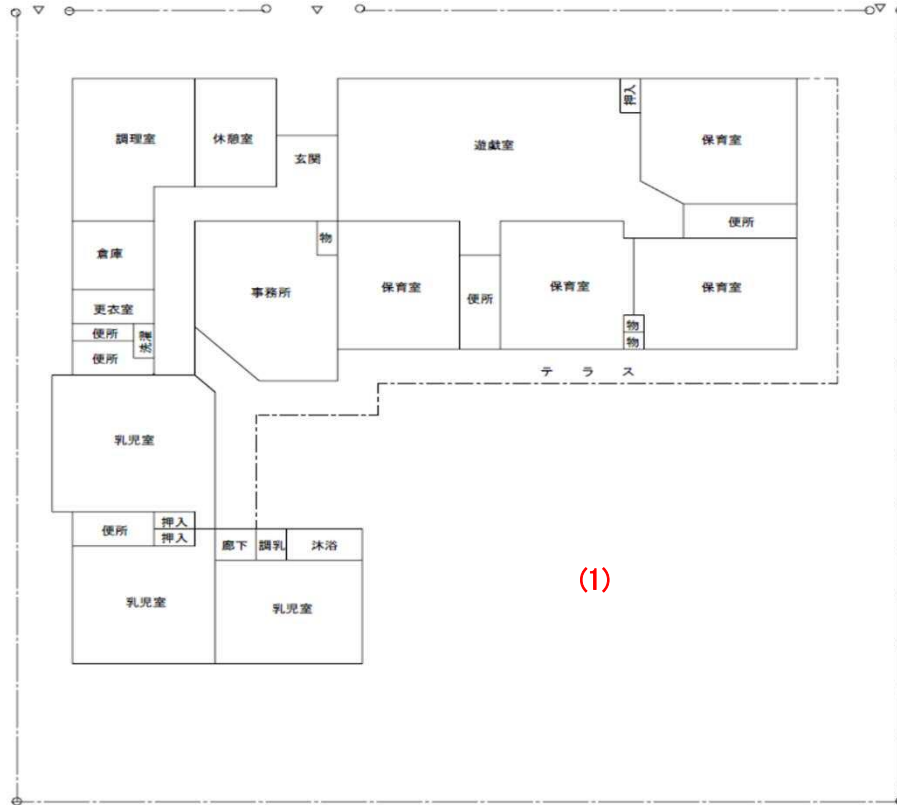 調理室
休憩室
玄関
遊戯室
押入
保育室
便所
倉庫
物
事務所
保育室
便所
保育室
保育室
更衣室
便所
洗濯
便所
物
物
テラス
乳児室
便所
押入
押入
廊下
調乳
沐浴
乳児室
乳児室
(1)